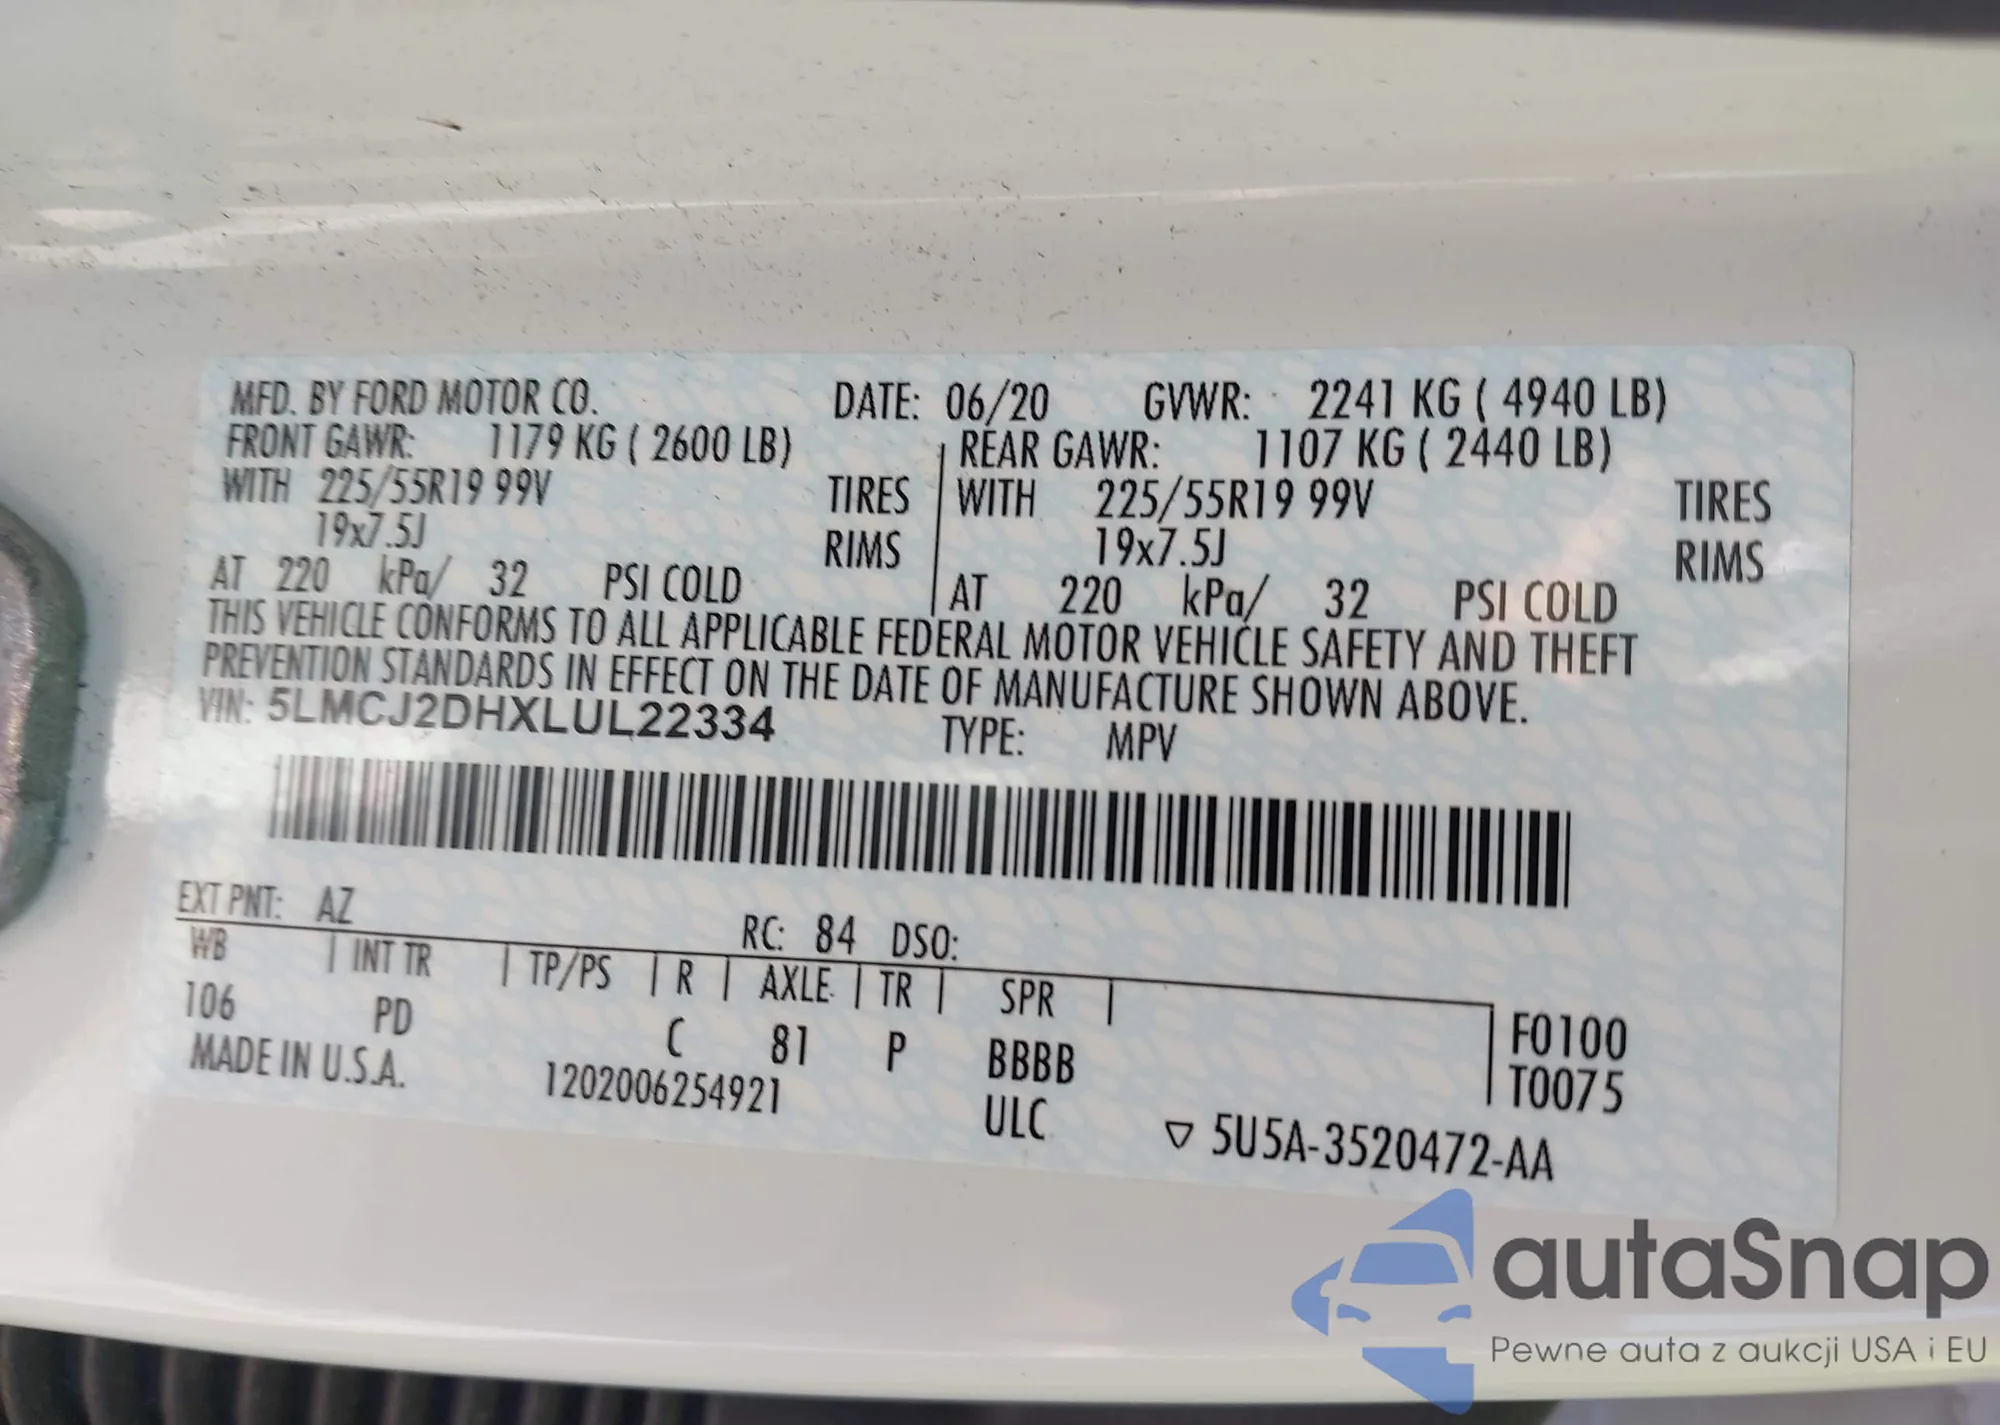 MFD. BY FORD MOTOR CO. DATE: 06/20 GVWR: 2241 KG ( 4940 LB)
FRONT GAWR: 1179 KG ( 2600 LB) REAR GAWR: 1107 KG ( 2440 LB)
WITH 225/55R19 99V TIRES WITH 225/55R19 99V TIRES
19x7.5J RIMS 19x7.5J RIMS
AT 220 kPa/ 32 PSI COLD AT 220 kPa/ 32 PSI COLD
THIS VEHICLE CONFORMS TO ALL APPLICABLE FEDERAL MOTOR VEHICLE SAFETY AND THEFT
PREVENTION STANDARDS IN EFFECT ON THE DATE OF MANUFACTURE SHOWN ABOVE.
VIN: 5LMCJ2DHXLUL22334 TYPE: MPV
EXT PNT: AZ RC: 84 DSO:
WB INT TR TP/PS R AXLE TR SPR
106 PD C 81 P BBBB F0100
MADE IN U.S.A. 1202006254921 ULC T0075
▽ 5U5A-3520472-AA
autaSnap
Pewne auta z aukcji USA i EU